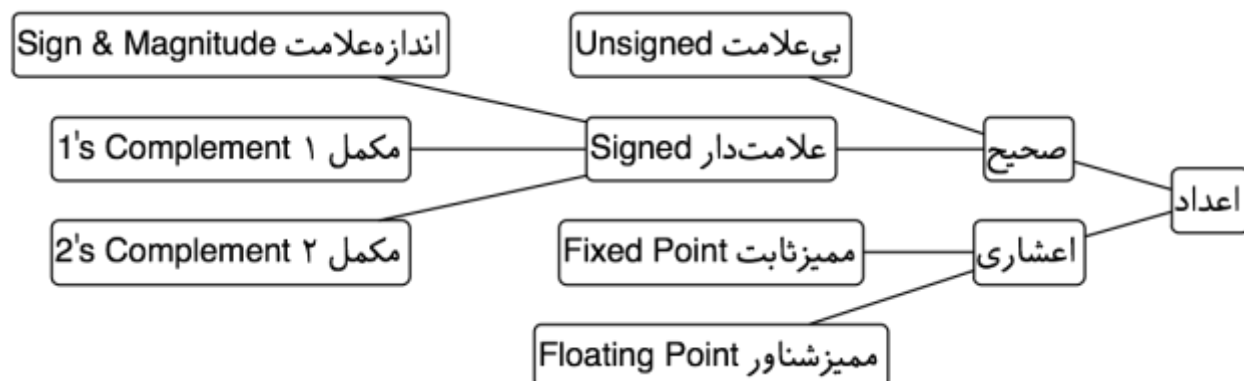 اعداد
صحیح
بی‌علامت Unsigned
علامت‌دار Signed
اندازه‌علامت Sign & Magnitude
مکمل ۱ 1's Complement
مکمل ۲ 2's Complement
اعشاری
ممیزثابت Fixed Point
ممیزشناور Floating Point